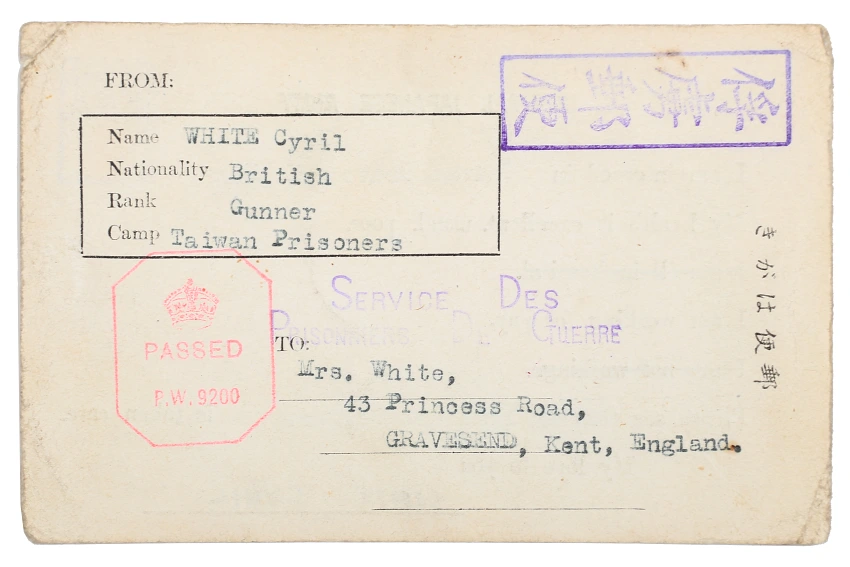 FROM:
俘虜郵便
Name WHITE Cyril
Nationality British
Rank Gunner
Camp Taiwan Prisoners
郵便はがき
PASSED
P.W. 9200
SERVICE DES
PRISONNIERS DE GUERRE
TO:
Mrs. White,
43 Princess Road,
GRAVESEND, Kent, England.